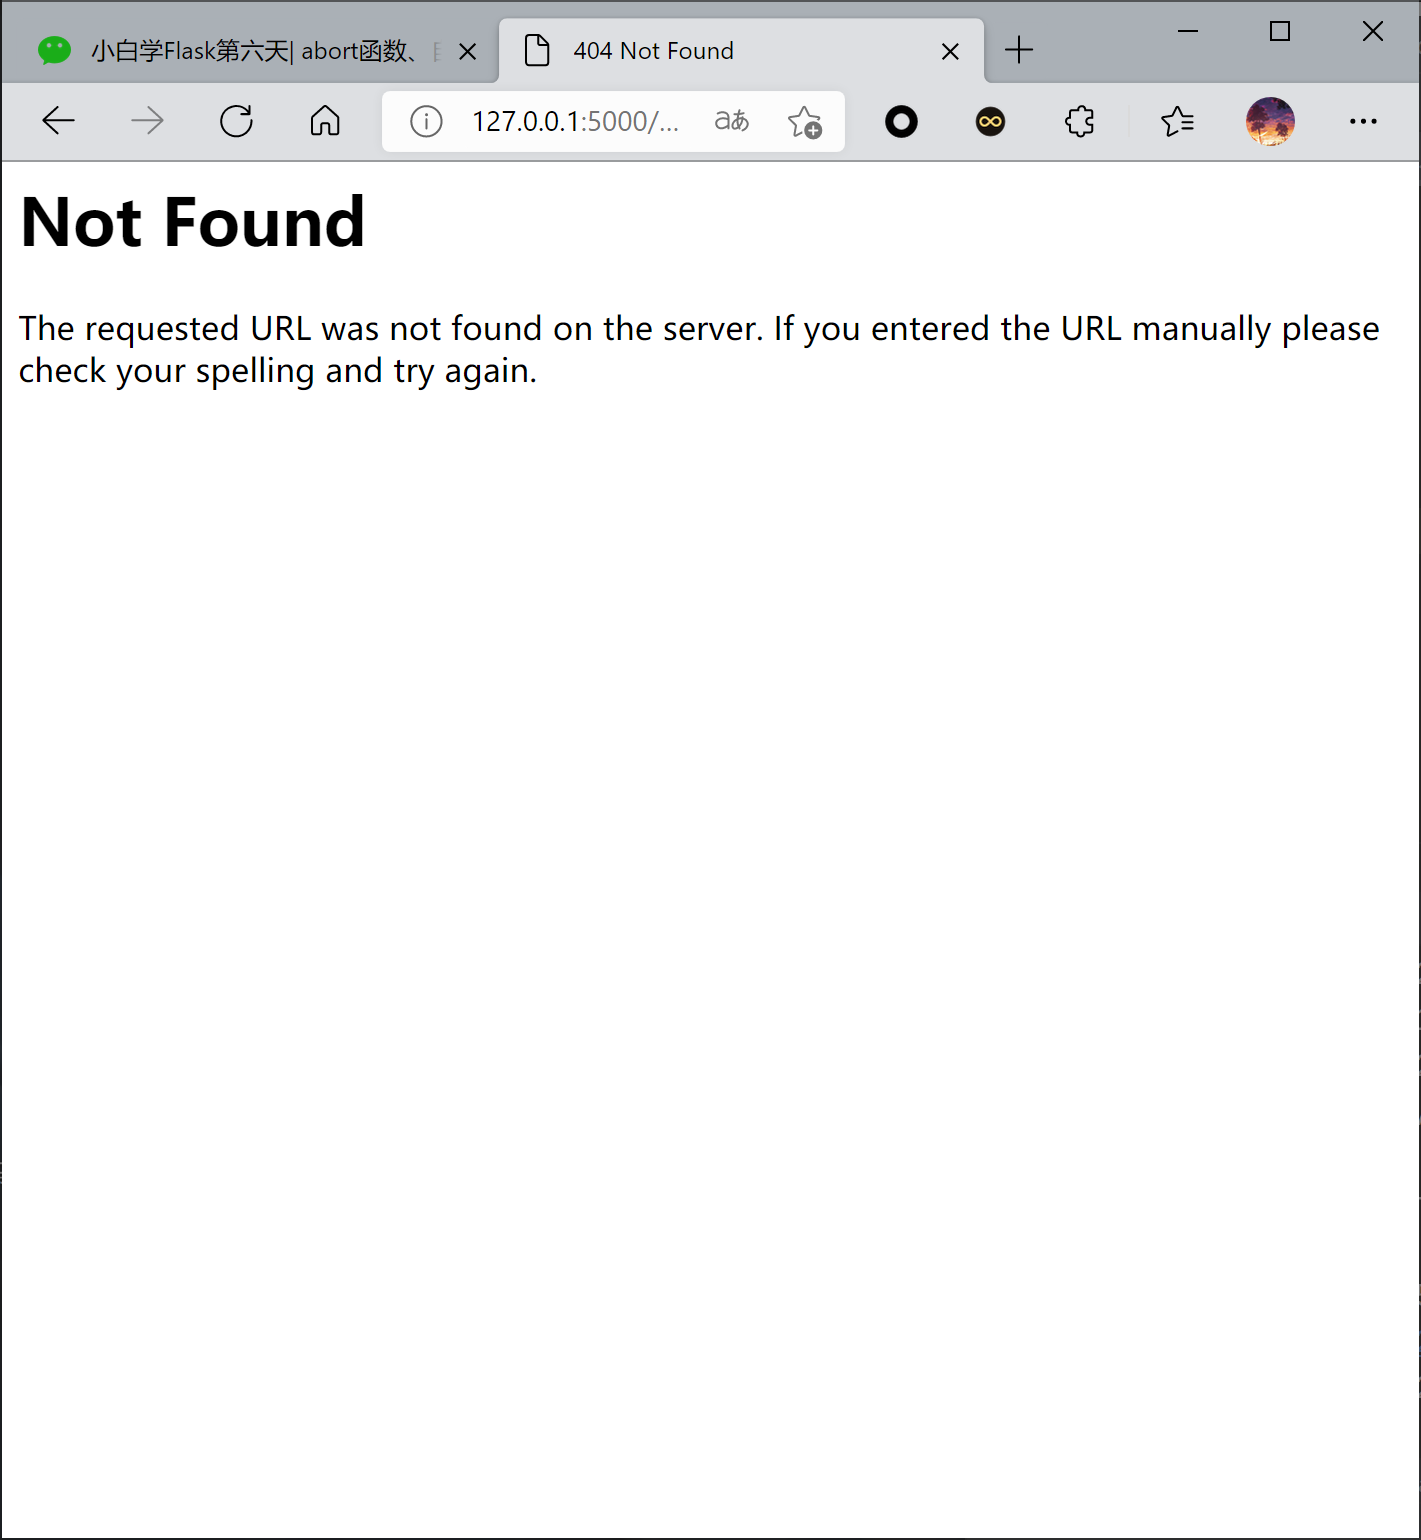 小白学Flask第六天| abort函数、
404 Not Found
127.0.0.1:5000/...
aあ
Not Found
The requested URL was not found on the server. If you entered the URL manually please
check your spelling and try again.